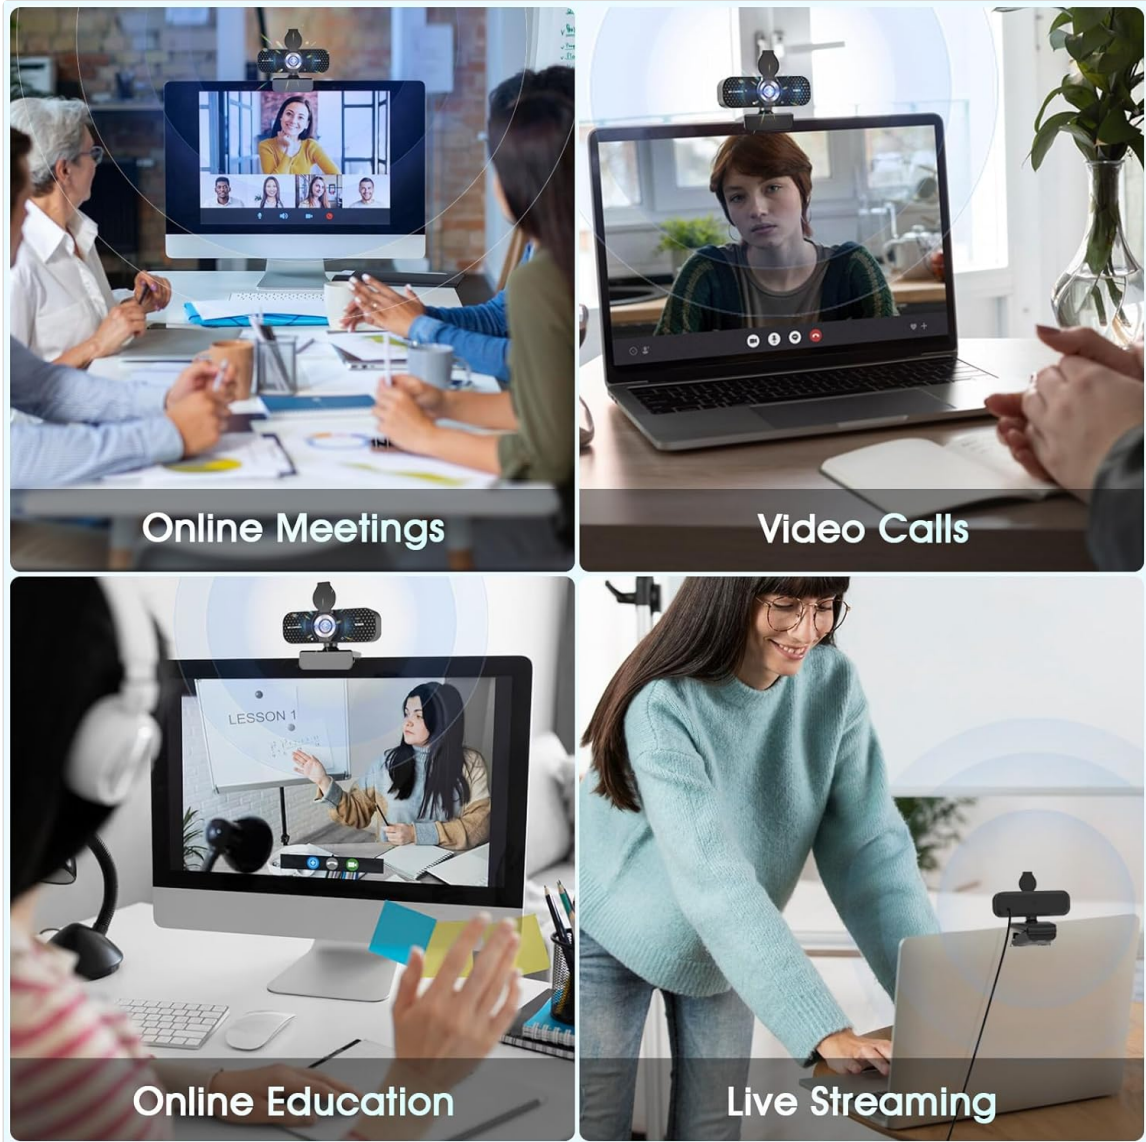 Online Meetings
Video Calls
LESSON 1
Online Education
Live Streaming